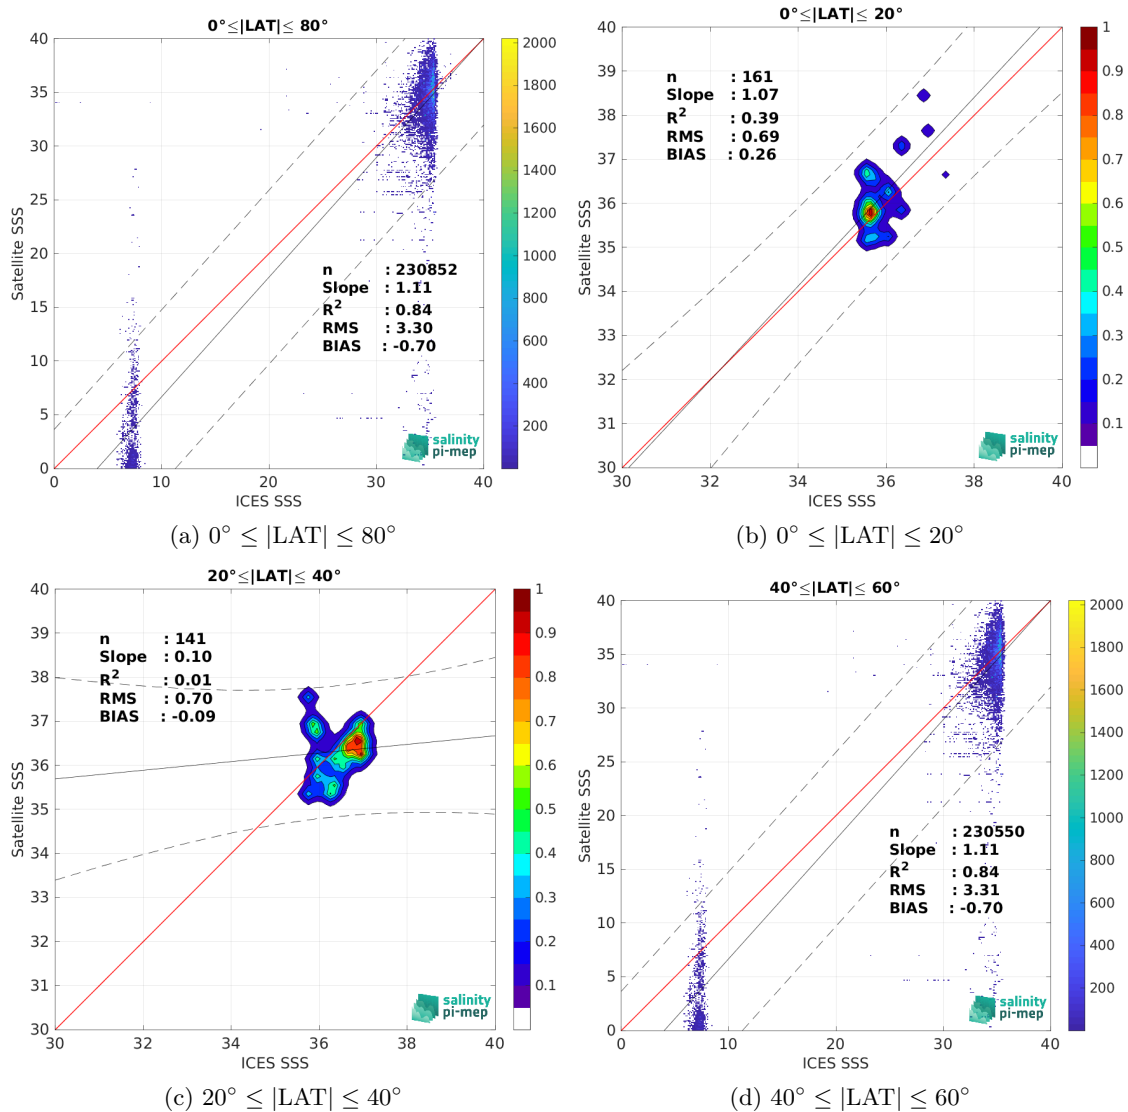 0°≤|LAT|≤ 80°
40
35
30
25
20
15
10
5
0
Satellite SSS
n : 230852
Slope : 1.11
R² : 0.84
RMS : 3.30
BIAS : -0.70
salinity
pi-mep
0 10 20 30 40
ICES SSS
2000
1800
1600
1400
1200
1000
800
600
400
200
(a) 0° ≤ |LAT| ≤ 80°
0°≤|LAT|≤ 20°
40
39
38
37
36
35
34
33
32
31
30
Satellite SSS
n : 161
Slope : 1.07
R² : 0.39
RMS : 0.69
BIAS : 0.26
salinity
pi-mep
30 32 34 36 38 40
ICES SSS
1
0.9
0.8
0.7
0.6
0.5
0.4
0.3
0.2
0.1
(b) 0° ≤ |LAT| ≤ 20°
20°≤|LAT|≤ 40°
40
39
38
37
36
35
34
33
32
31
30
Satellite SSS
n : 141
Slope : 0.10
R² : 0.01
RMS : 0.70
BIAS : -0.09
salinity
pi-mep
30 32 34 36 38 40
ICES SSS
1
0.9
0.8
0.7
0.6
0.5
0.4
0.3
0.2
0.1
(c) 20° ≤ |LAT| ≤ 40°
40°≤|LAT|≤ 60°
40
35
30
25
20
15
10
5
0
Satellite SSS
n : 230550
Slope : 1.11
R² : 0.84
RMS : 3.31
BIAS : -0.70
salinity
pi-mep
0 10 20 30 40
ICES SSS
2000
1800
1600
1400
1200
1000
800
600
400
200
(d) 40° ≤ |LAT| ≤ 60°